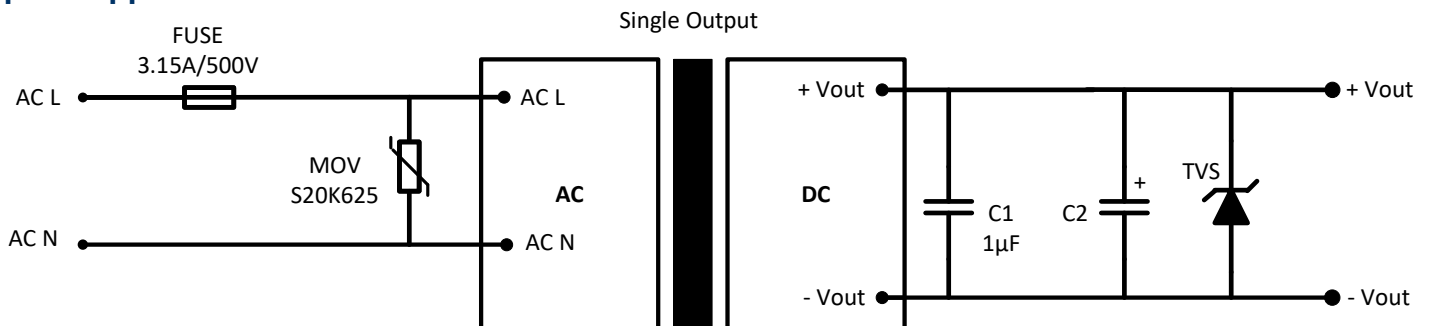 Single Output
FUSE
3.15A/500V
AC L
AC L
+ Vout
+ Vout
MOV
S20K625
AC
DC
+
TVS
C1
1µF
C2
AC N
AC N
- Vout
- Vout